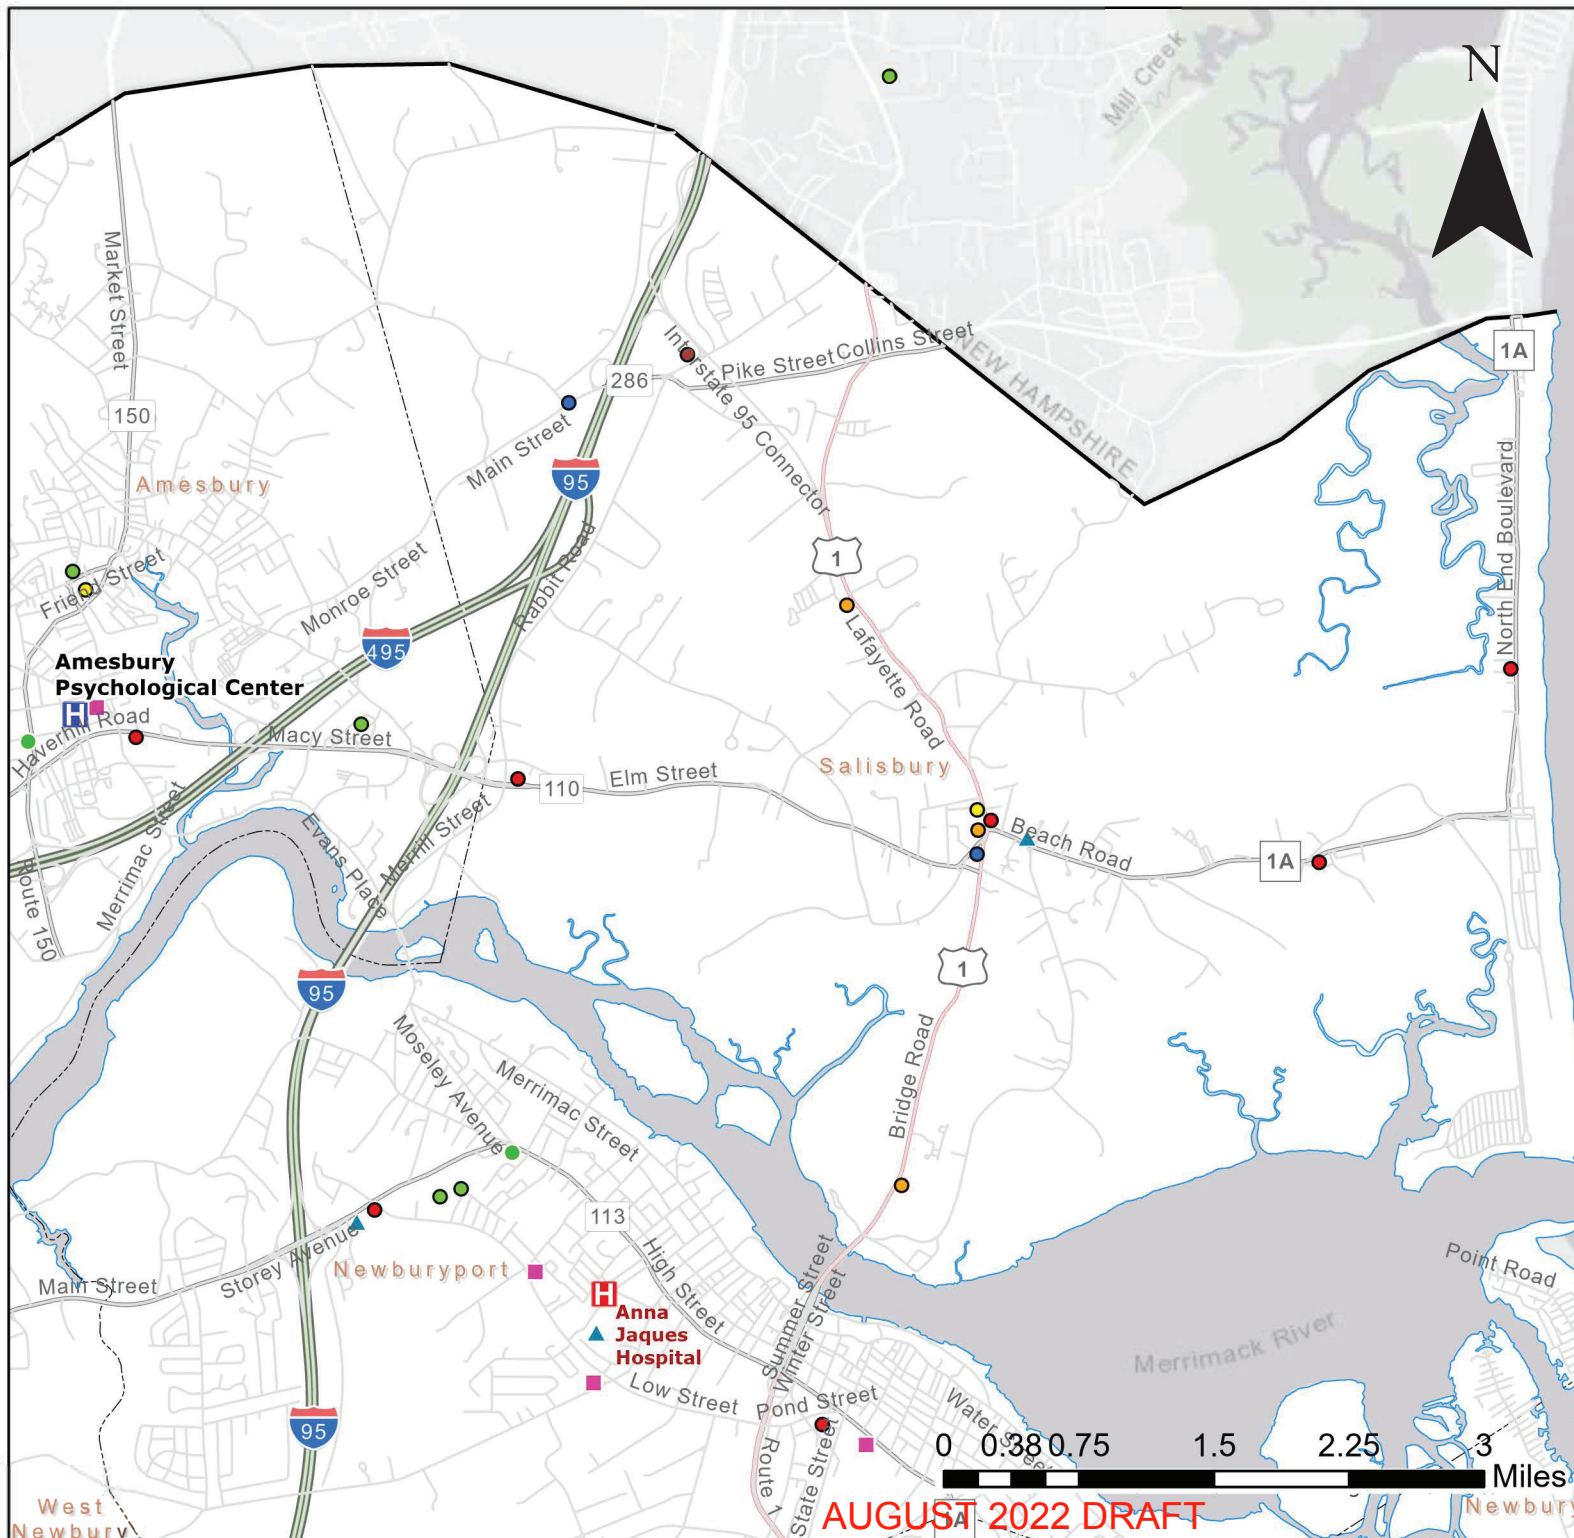 N
Mill Creek
Market Street
150
Amesbury
Friend Street
Monroe Street
Main Street
286
95
Interstate 95 Connector
Pike Street
Collins Street
NEW HAMPSHIRE
1A
North End Boulevard
1
Rabbit Road
495
Lafayette Road
Amesbury
Psychological Center
H
Haverhill Road
Macy Street
110
Elm Street
Salisbury
Beach Road
1A
Merrimac Street
Evans Place
Merrill Street
Route 150
95
1
Bridge Road
Moseley Avenue
Merrimac Street
113
High Street
Main Street
Storey Avenue
Newburyport
H
Anna
Jaques
Hospital
Summer Street
Winter Street
Point Road
Merrimack River
Low Street
Pond Street
Water Street
95
Route 1
State Street
0 0.38 0.75 1.5 2.25 3
Miles
West
Newbury
Newbury
1A
AUGUST 2022 DRAFT